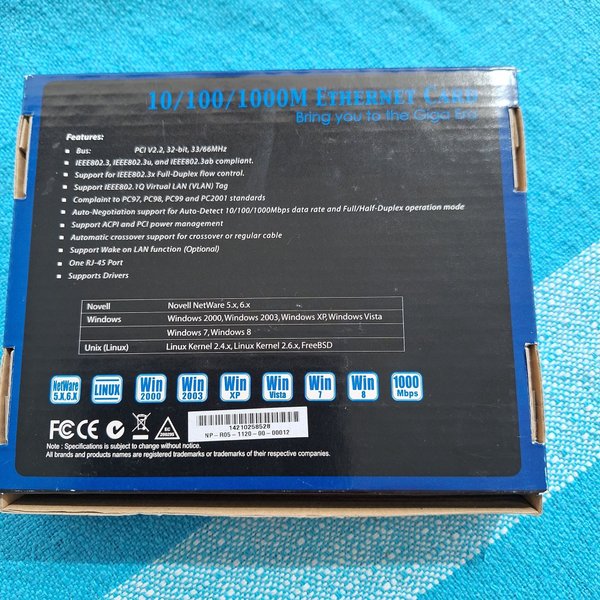 10/100/1000M ETHERNET CARD
Bring you to the Giga Era
Features:
• Bus: PCI V2.2, 32-bit, 33/66MHz
• IEEE802.3, IEEE802.3u, and IEEE802.3ab compliant.
• Support for IEEE802.3x Full-Duplex flow control.
• Support IEEE802.1Q Virtual LAN (VLAN) Tag
• Complaint to PC97, PC98, PC99 and PC2001 standards
• Auto-Negotiation support for Auto-Detect 10/100/1000Mbps data rate and Full/Half-Duplex operation mode
• Support ACPI and PCI power management
• Automatic crossover support for crossover or regular cable
• Support Wake on LAN function (Optional)
• One RJ-45 Port
• Supports Drivers
Novell Novell NetWare 5.x, 6.x
Windows Windows 2000, Windows 2003, Windows XP, Windows Vista
Windows 7, Windows 8
Unix (Linux) Linux Kernel 2.4.x, Linux Kernel 2.6.x, FreeBSD
NetWare 5.X,6.X LINUX Win 2000 Win 2003 Win XP Win Vista Win 7 Win 8 1000 Mbps
FCC CE
14210258528
NP-R05-1120-00-00012
Note : Specifications is subject to change without notice.
All brands and products names are registered trademarks or trademarks of their respective companies.